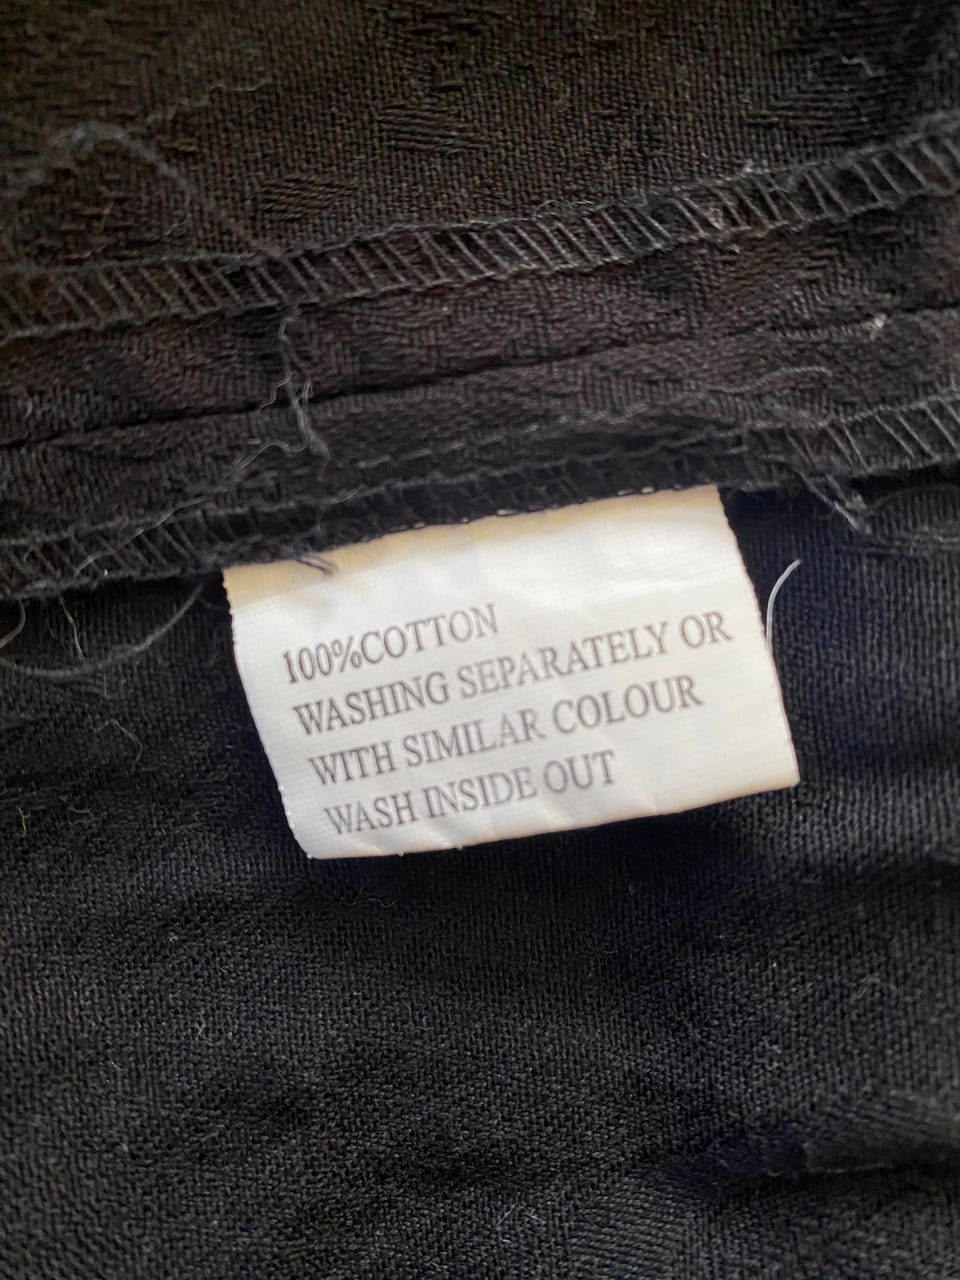 100%COTTON
WASHING SEPARATELY OR
WITH SIMILAR COLOUR
WASH INSIDE OUT